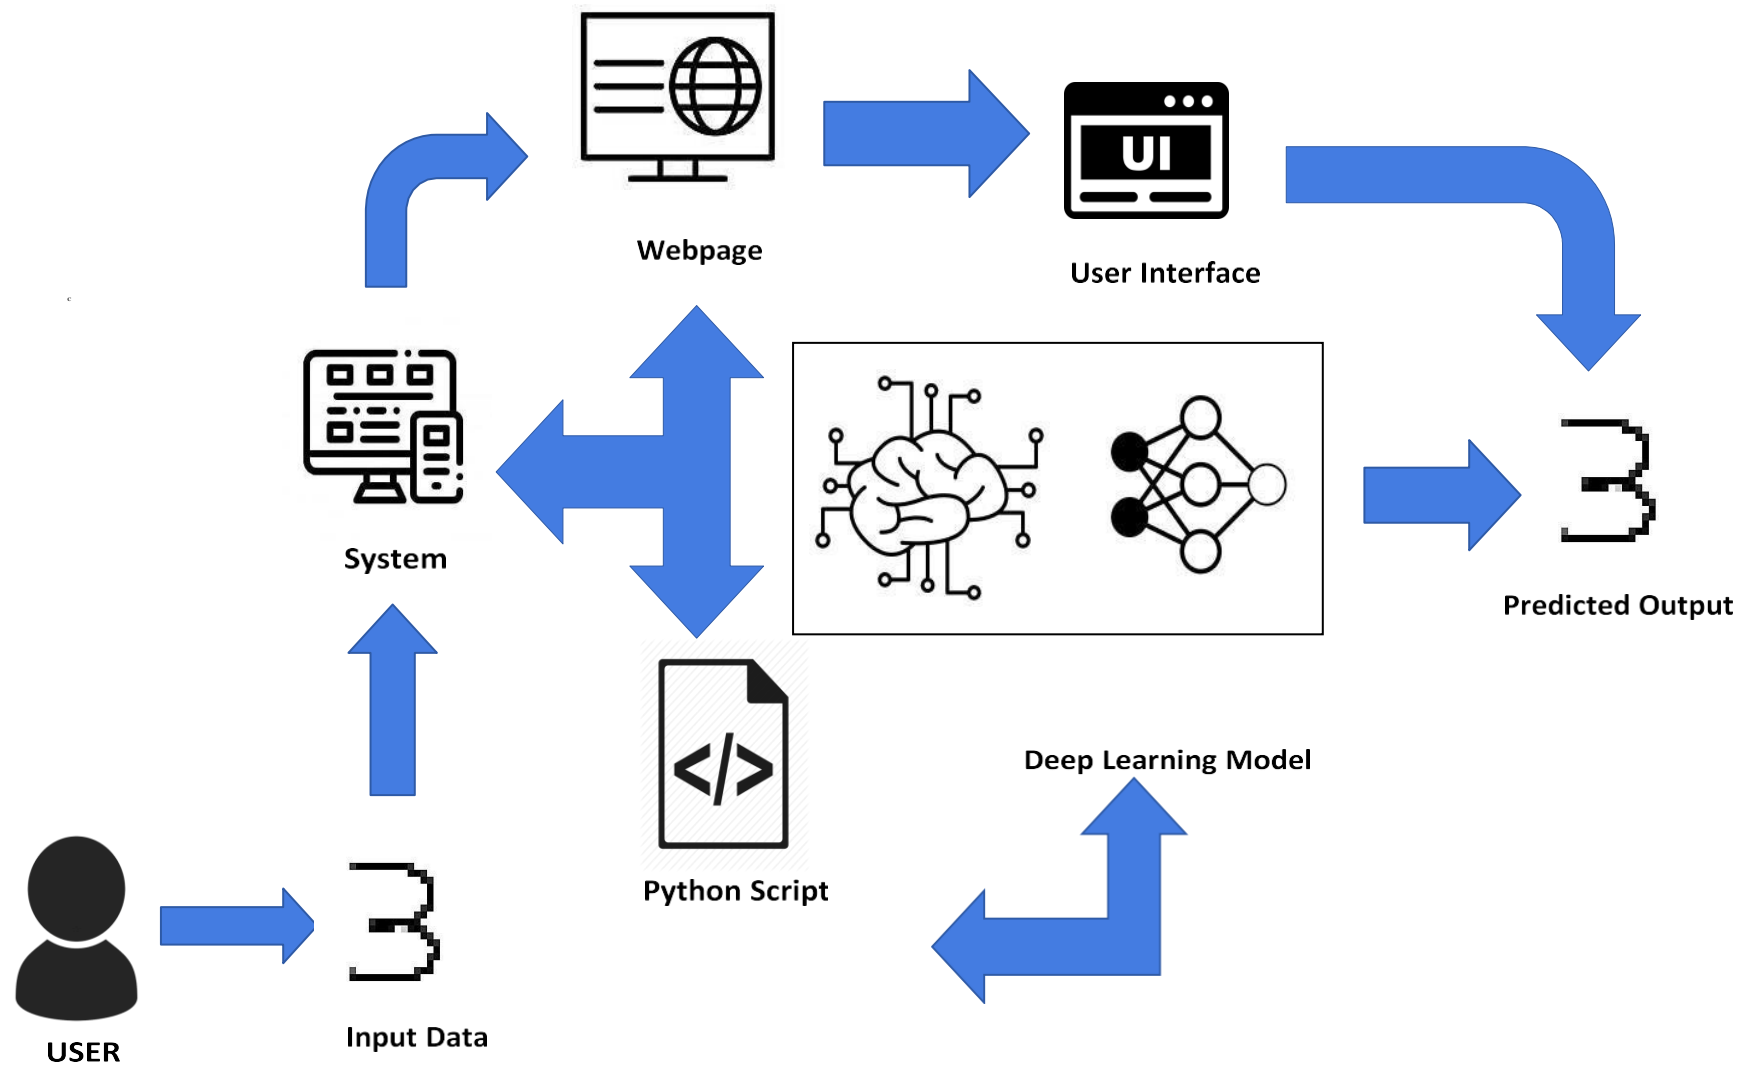 UI
Webpage
User Interface
c
System
Predicted Output
</>
Deep Learning Model
Python Script
3
3
Input Data
USER